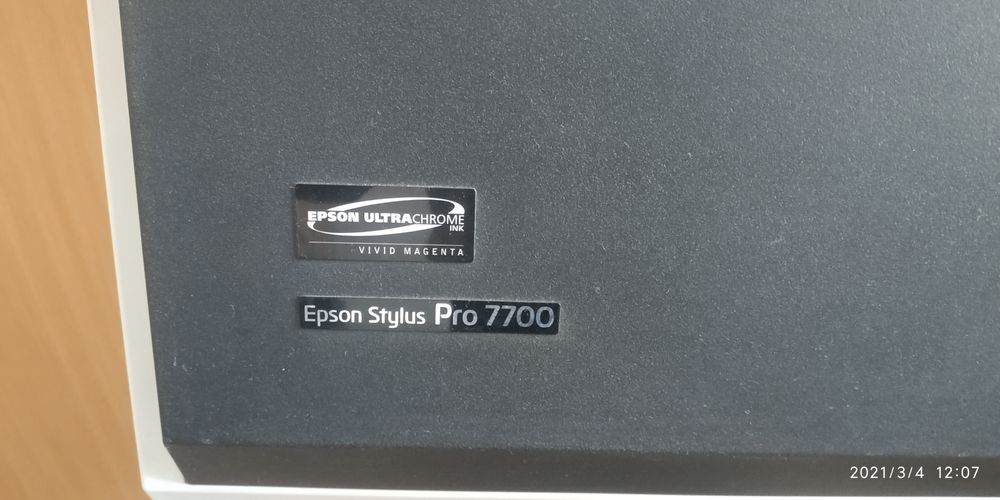 EPSON ULTRACHROME
INK
VIVID MAGENTA
Epson Stylus Pro 7700
2021/3/4 12:07